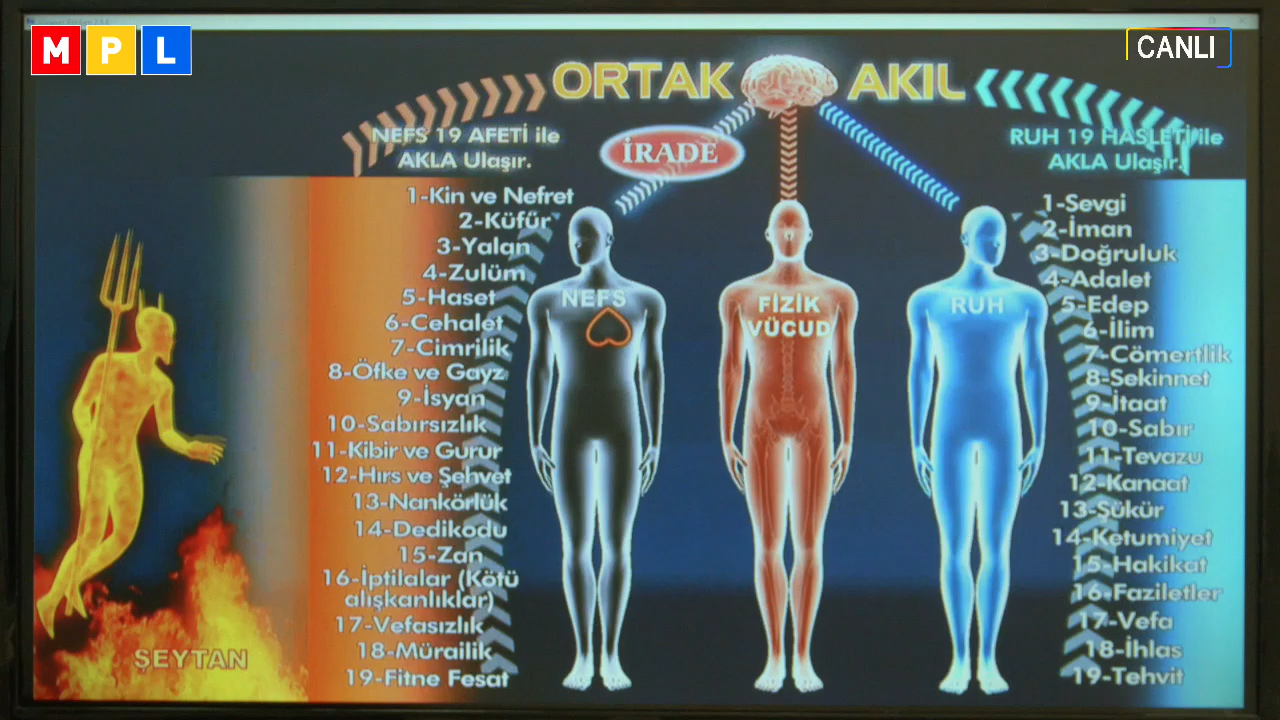 MPL
CANLI
ORTAK AKIL
NEFS 19 AFETİ ile
AKLA Ulaşır.
İRADE
RUH 19 HASLETİ ile
AKLA Ulaşır.
1-Kin ve Nefret
2-Küfür
3-Yalan
4-Zulüm
5-Haset
6-Cehalet
7-Cimrilik
8-Öfke ve Gayz
9-İsyan
10-Sabırsızlık
11-Kibir ve Gurur
12-Hırs ve Şehvet
13-Nankörlük
14-Dedikodu
15-Zan
16-İptilalar (Kötü
alışkanlıklar)
17-Vefasızlık
18-Mürailik
19-Fitne Fesat
ŞEYTAN
NEFS
FİZİK
VÜCUD
RUH
1-Sevgi
2-İman
3-Doğruluk
4-Adalet
5-Edep
6-İlim
7-Cömertlik
8-Sekinnet
9-İtaat
10-Sabır
11-Tevazu
12-Kanaat
13-Şükür
14-Ketumiyet
15-Hakikat
16-Faziletler
17-Vefa
18-İhlas
19-Tehvit